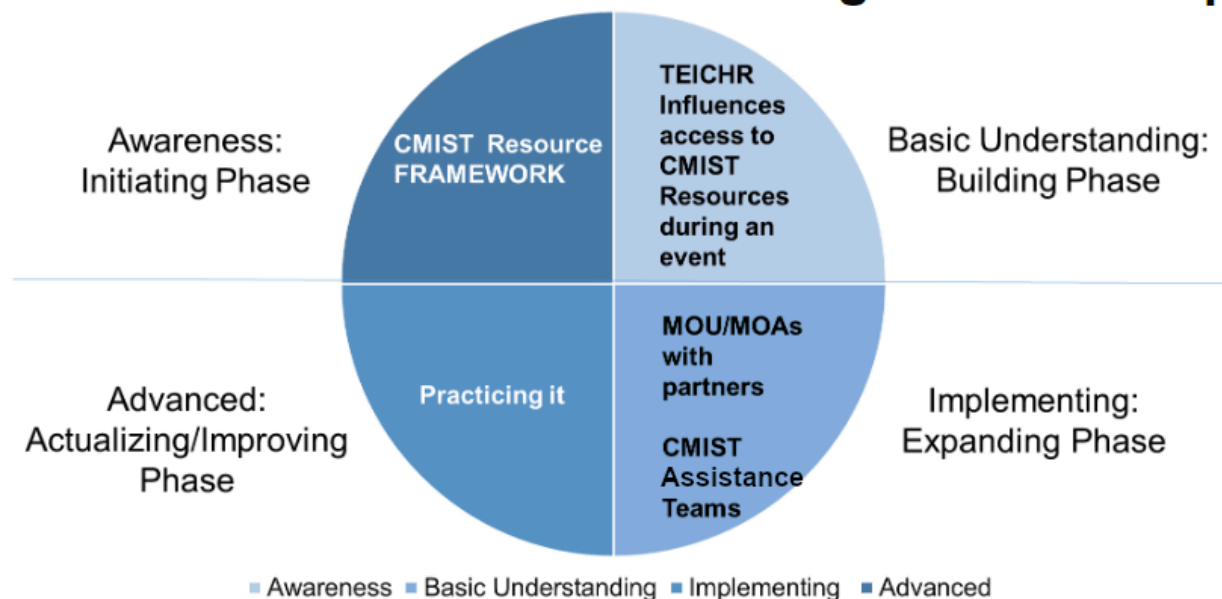 Awareness:
Initiating Phase
CMIST Resource
FRAMEWORK
TEICHR
Influences
access to
CMIST
Resources
during an
event
Basic Understanding:
Building Phase
Advanced:
Actualizing/Improving
Phase
Practicing it
MOU/MOAs
with
partners
CMIST
Assistance
Teams
Implementing:
Expanding Phase
Awareness Basic Understanding Implementing Advanced